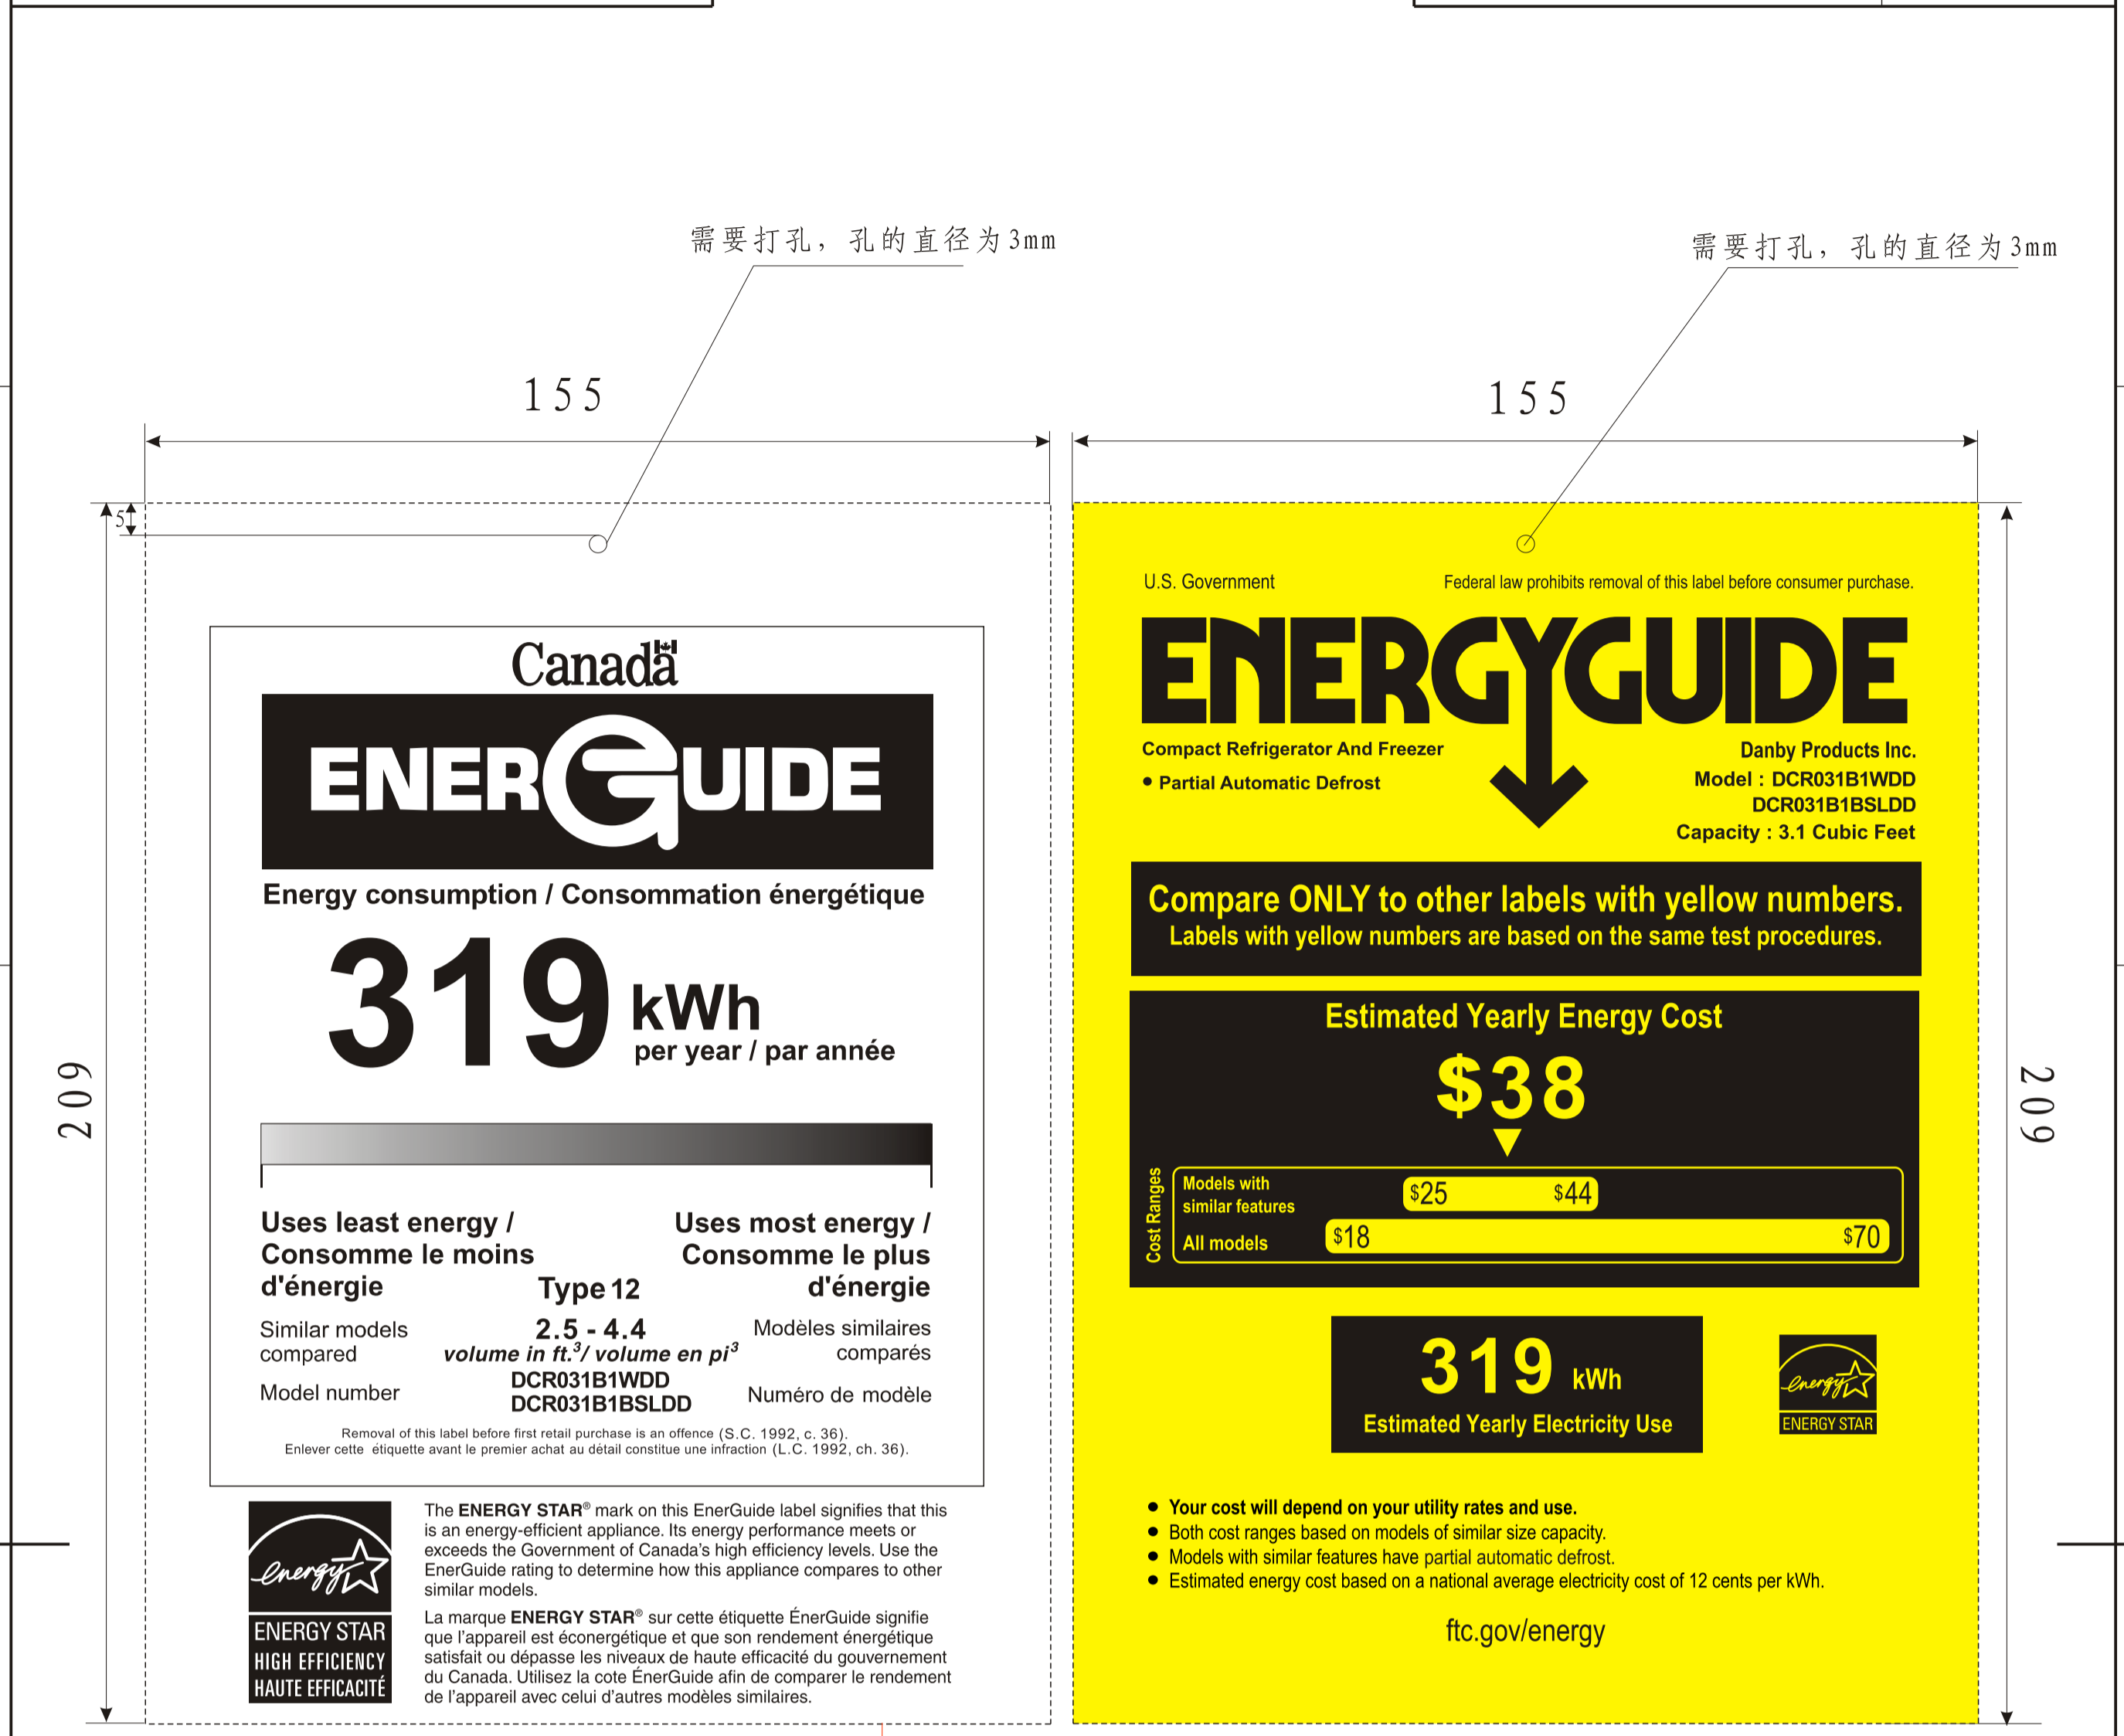 需要打孔，孔的直径为3mm
需要打孔，孔的直径为3mm
155
155
5
209
209
Canada
ENERGUIDE
Energy consumption / Consommation énergétique
319 kWh
per year / par année
Uses least energy /
Consomme le moins
d'énergie
Uses most energy /
Consomme le plus
d'énergie
Type 12
Similar models
compared
2.5 - 4.4
volume in ft.³/ volume en pi³
Modèles similaires
comparés
Model number
DCR031B1WDD
DCR031B1BSLDD
Numéro de modèle
Removal of this label before first retail purchase is an offence (S.C. 1992, c. 36).
Enlever cette étiquette avant le premier achat au détail constitue une infraction (L.C. 1992, ch. 36).
energy
ENERGY STAR
HIGH EFFICIENCY
HAUTE EFFICACITÉ
The ENERGY STAR® mark on this EnerGuide label signifies that this
is an energy-efficient appliance. Its energy performance meets or
exceeds the Government of Canada's high efficiency levels. Use the
EnerGuide rating to determine how this appliance compares to other
similar models.
La marque ENERGY STAR® sur cette étiquette ÉnerGuide signifie
que l'appareil est éconergétique et que son rendement énergétique
satisfait ou dépasse les niveaux de haute efficacité du gouvernement
du Canada. Utilisez la cote ÉnerGuide afin de comparer le rendement
de l'appareil avec celui d'autres modèles similaires.
U.S. Government
Federal law prohibits removal of this label before consumer purchase.
ENERGYGUIDE
Compact Refrigerator And Freezer
• Partial Automatic Defrost
Danby Products Inc.
Model : DCR031B1WDD
DCR031B1BSLDD
Capacity : 3.1 Cubic Feet
Compare ONLY to other labels with yellow numbers.
Labels with yellow numbers are based on the same test procedures.
Estimated Yearly Energy Cost
$38
Cost Ranges
Models with
similar features
$25 $44
All models
$18 $70
319 kWh
Estimated Yearly Electricity Use
energy
ENERGY STAR
• Your cost will depend on your utility rates and use.
• Both cost ranges based on models of similar size capacity.
• Models with similar features have partial automatic defrost.
• Estimated energy cost based on a national average electricity cost of 12 cents per kWh.
ftc.gov/energy